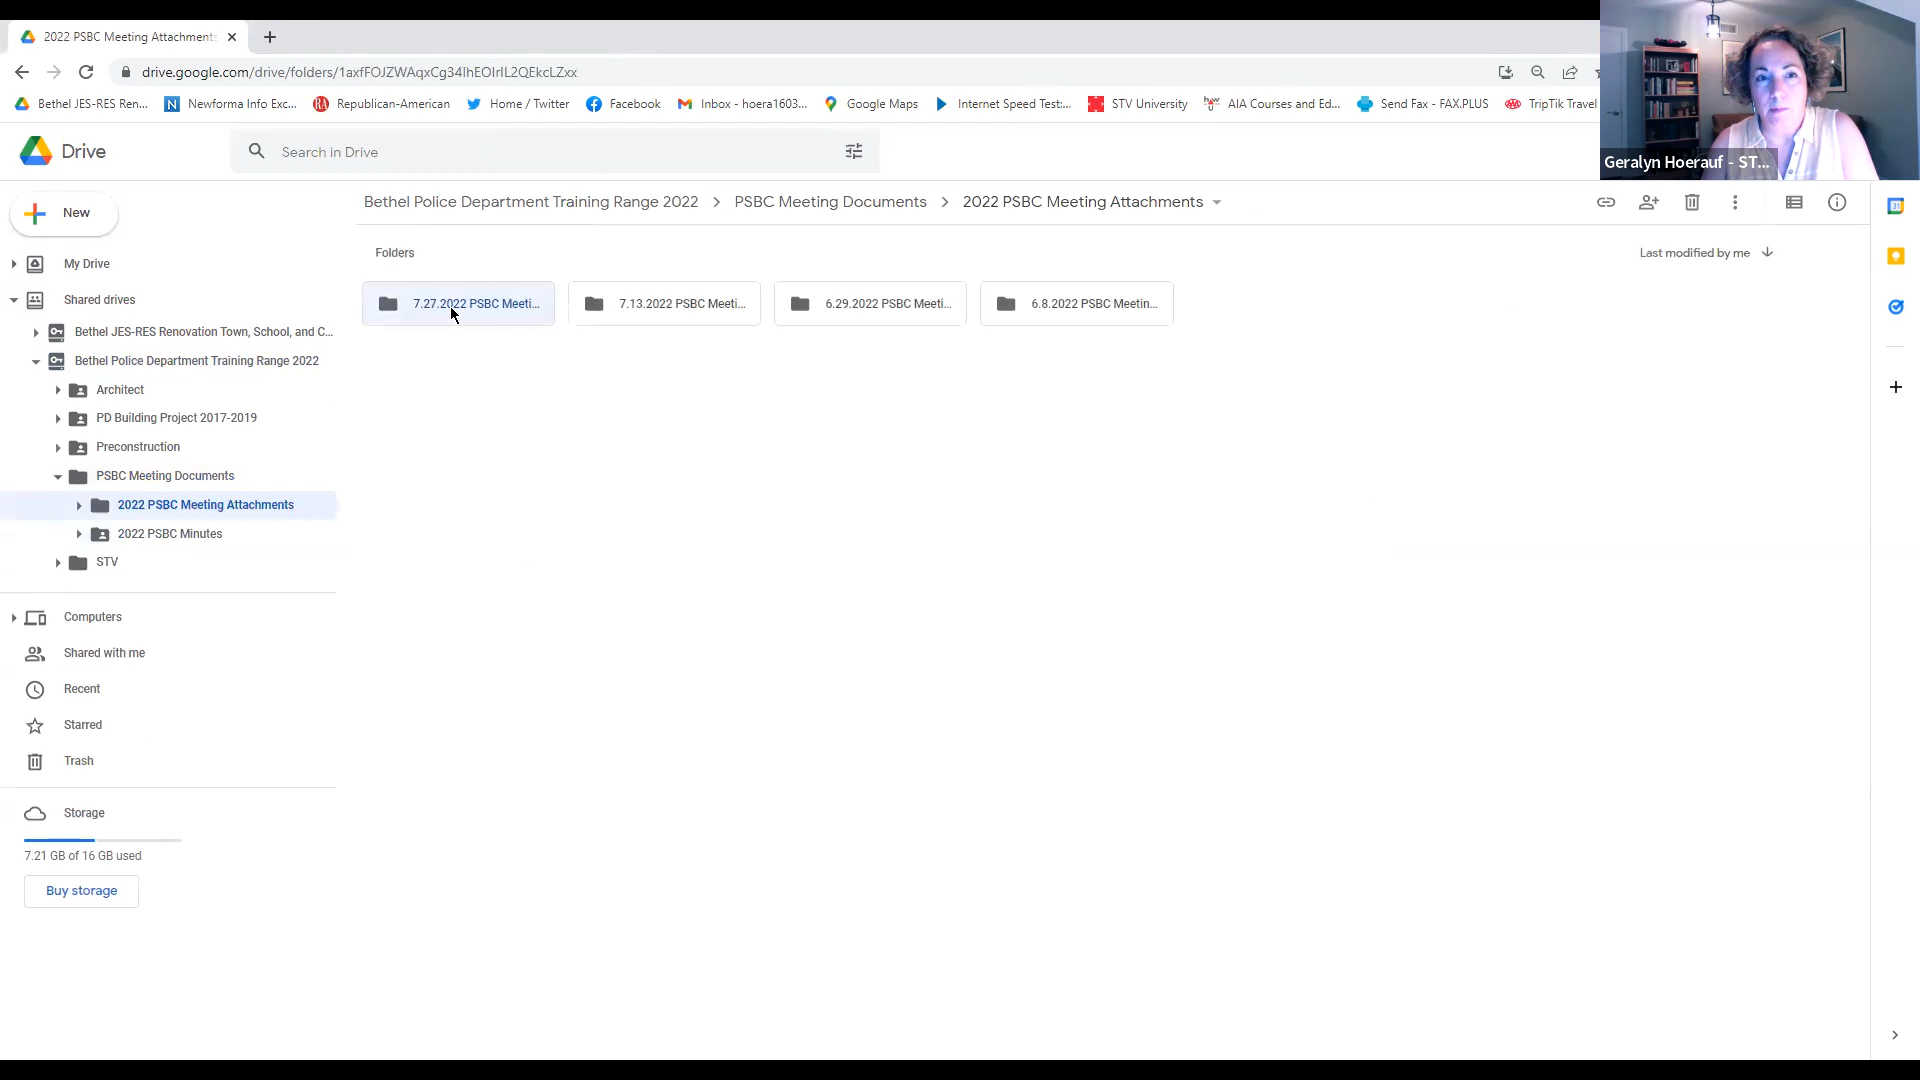 2022 PSBC Meeting Attachments
drive.google.com/drive/folders/1axfFOJZWAqxCg34lhEOIrIL2QEkcLZxx
Bethel JES-RES Ren...
Newforma Info Exc...
Republican-American
Home / Twitter
Facebook
Inbox - hoera1603...
Google Maps
Internet Speed Test:...
STV University
AIA Courses and Ed...
Send Fax - FAX.PLUS
TripTik Travel
Geralyn Hoerauf - ST...
Drive
Search in Drive
New
Bethel Police Department Training Range 2022 > PSBC Meeting Documents > 2022 PSBC Meeting Attachments
Folders
Last modified by me
7.27.2022 PSBC Meeti...
7.13.2022 PSBC Meeti...
6.29.2022 PSBC Meeti...
6.8.2022 PSBC Meetin...
My Drive
Shared drives
Bethel JES-RES Renovation Town, School, and C...
Bethel Police Department Training Range 2022
Architect
PD Building Project 2017-2019
Preconstruction
PSBC Meeting Documents
2022 PSBC Meeting Attachments
2022 PSBC Minutes
STV
Computers
Shared with me
Recent
Starred
Trash
Storage
7.21 GB of 16 GB used
Buy storage